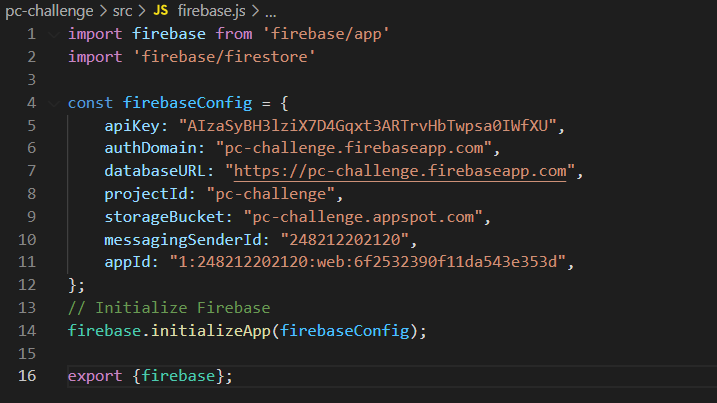 pc-challenge > src > JS firebase.js > ...
1 import firebase from 'firebase/app'
2 import 'firebase/firestore'
3
4 const firebaseConfig = {
5 apiKey: "AIzaSyBH3lziX7D4Gqxt3ARTrvHbTwpsa0IWfXU",
6 authDomain: "pc-challenge.firebaseapp.com",
7 databaseURL: "https://pc-challenge.firebaseapp.com",
8 projectId: "pc-challenge",
9 storageBucket: "pc-challenge.appspot.com",
10 messagingSenderId: "248212202120",
11 appId: "1:248212202120:web:6f2532390f11da543e353d",
12 };
13 // Initialize Firebase
14 firebase.initializeApp(firebaseConfig);
15
16 export {firebase};